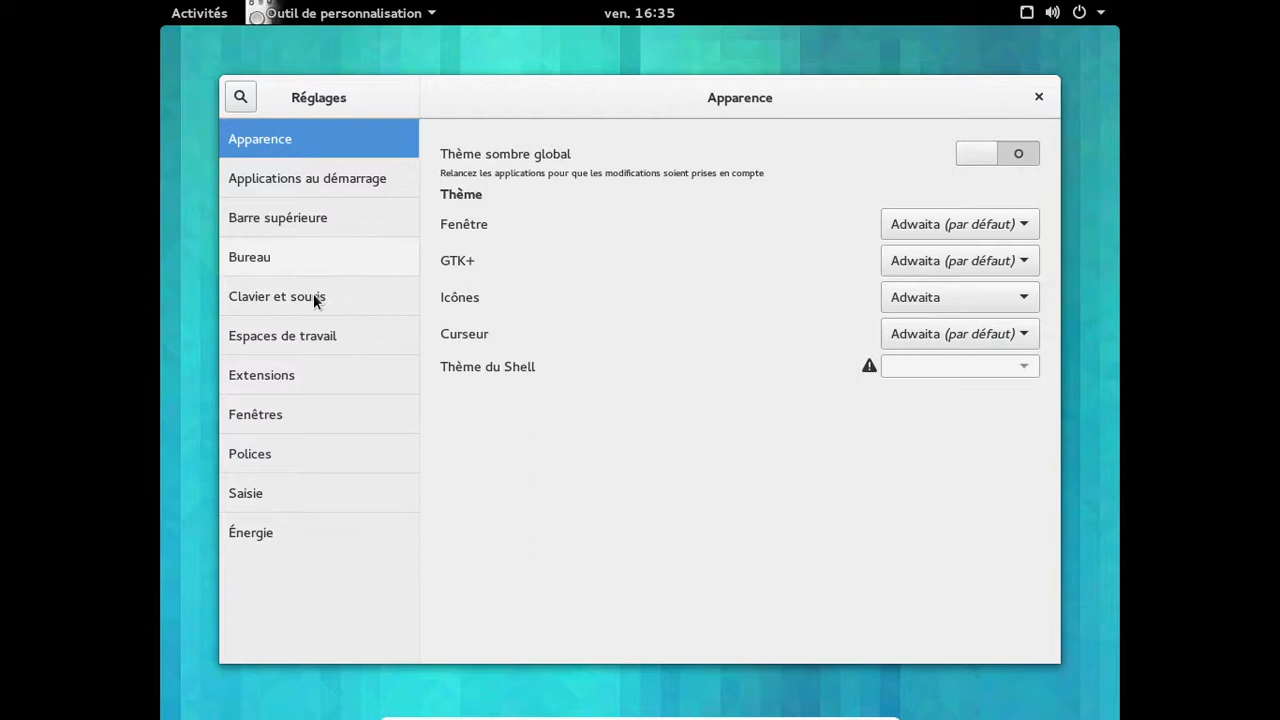 Activités
Outil de personnalisation
ven. 16:35
Réglages
Apparence
Apparence
Applications au démarrage
Barre supérieure
Bureau
Clavier et souris
Espaces de travail
Extensions
Fenêtres
Polices
Saisie
Énergie
Thème sombre global
Relancez les applications pour que les modifications soient prises en compte
Thème
Fenêtre Adwaita (par défaut)
GTK+ Adwaita (par défaut)
Icônes Adwaita
Curseur Adwaita (par défaut)
Thème du Shell